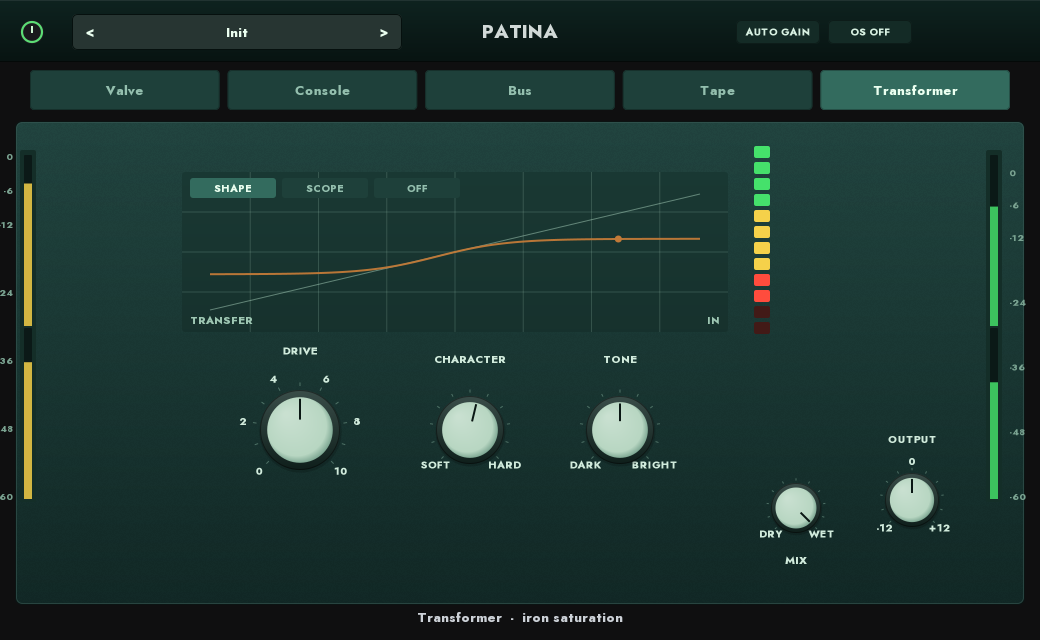 < Init > PATINA AUTO GAIN OS OFF
Valve Console Bus Tape Transformer
SHAPE SCOPE OFF
TRANSFER IN
0
-6
-12
24
36
48
60
0
-6
-12
-24
-36
-48
-60
DRIVE
4 6
2 8
0 10
CHARACTER
SOFT HARD
TONE
DARK BRIGHT
DRY WET
MIX
OUTPUT
0
-12 +12
Transformer - iron saturation